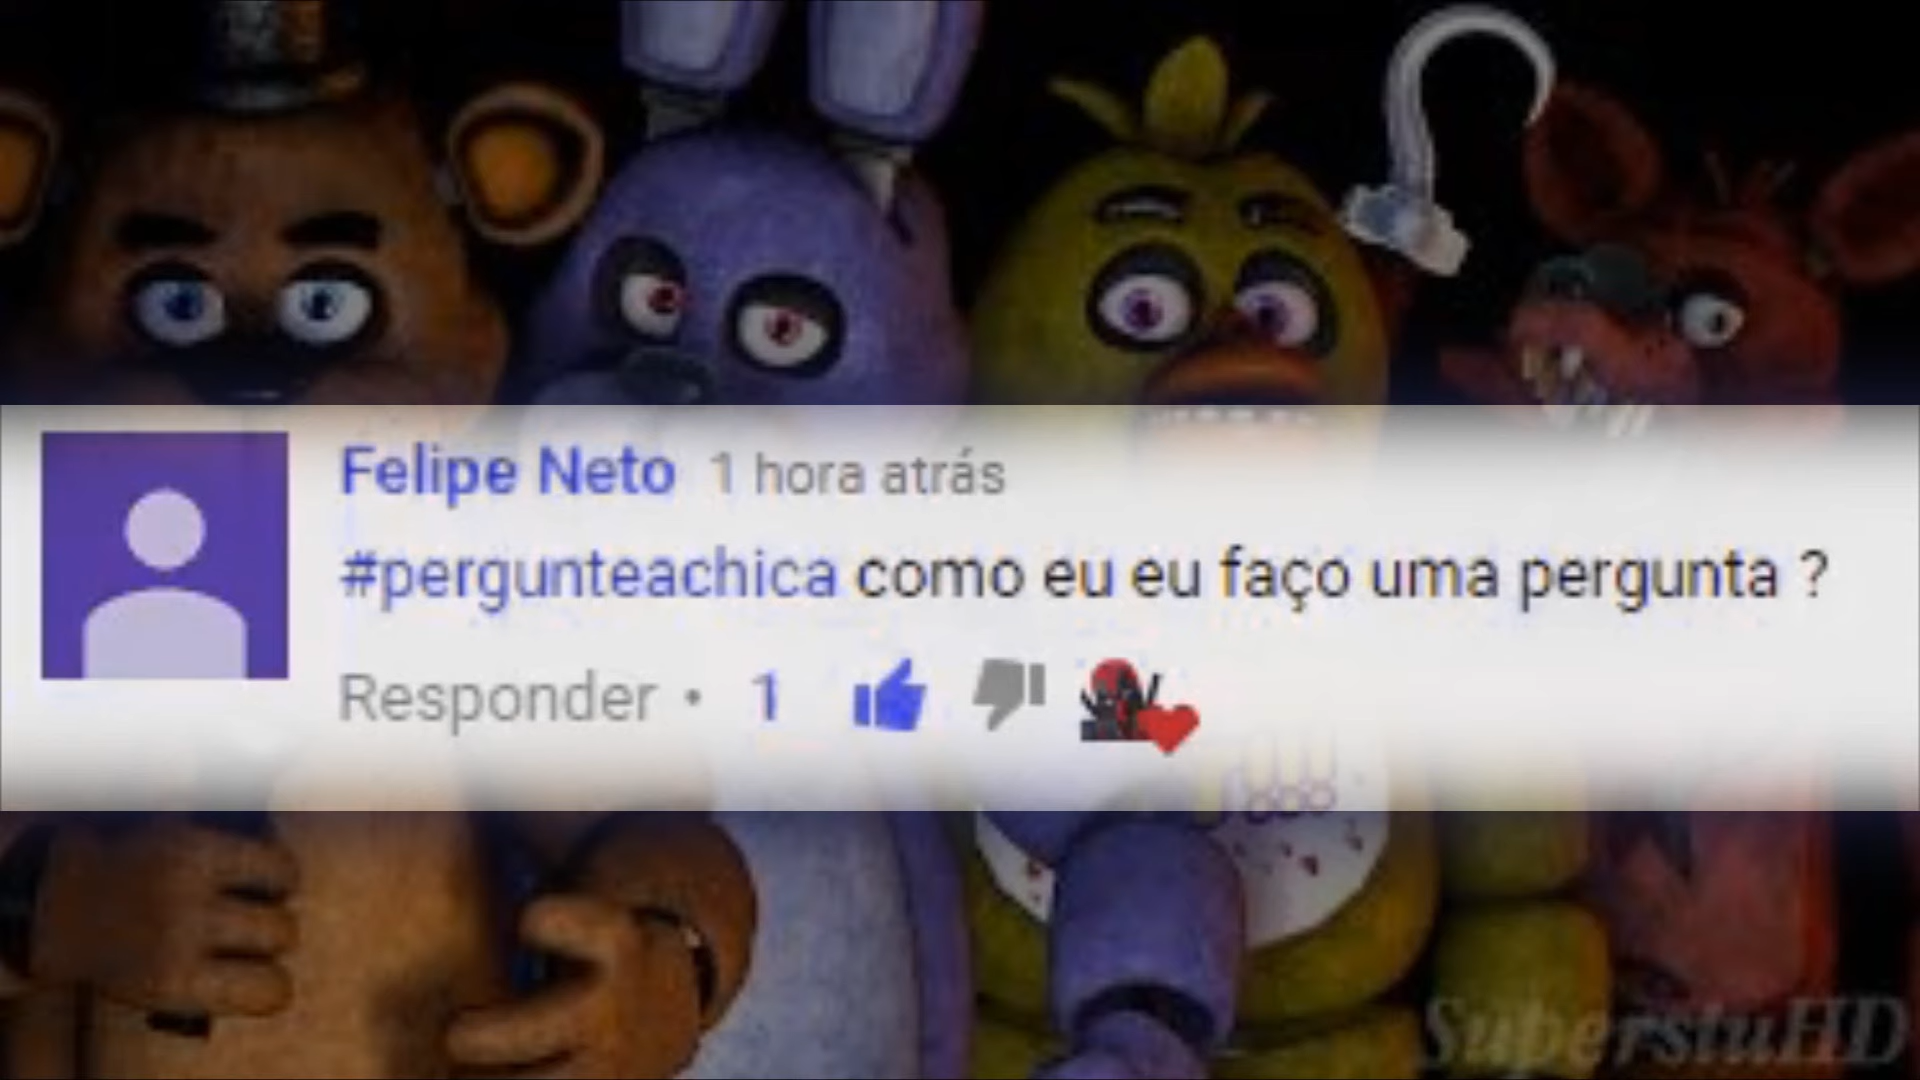 Felipe Neto 1 hora atrás
#pergunteachica como eu eu faço uma pergunta ?
Responder • 1
SuperstuHD